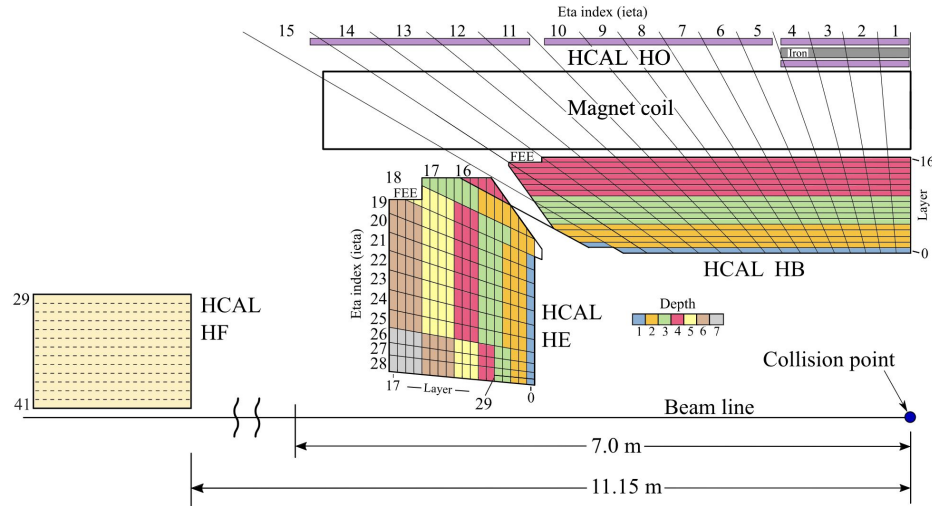 Eta index (ieta)
15 14 13 12 11 10 9 8 7 6 5 4 3 2 1
HCAL HO
Iron
Magnet coil
FEE
16
Layer
0
HCAL HB
18 17 16
FEE
19
20
21
22
23
24
25
26
27
28
Eta index (ieta)
HCAL
HE
17 Layer 0
29
Depth
1 2 3 4 5 6 7
29
41
HCAL
HF
Collision point
Beam line
7.0 m
11.15 m